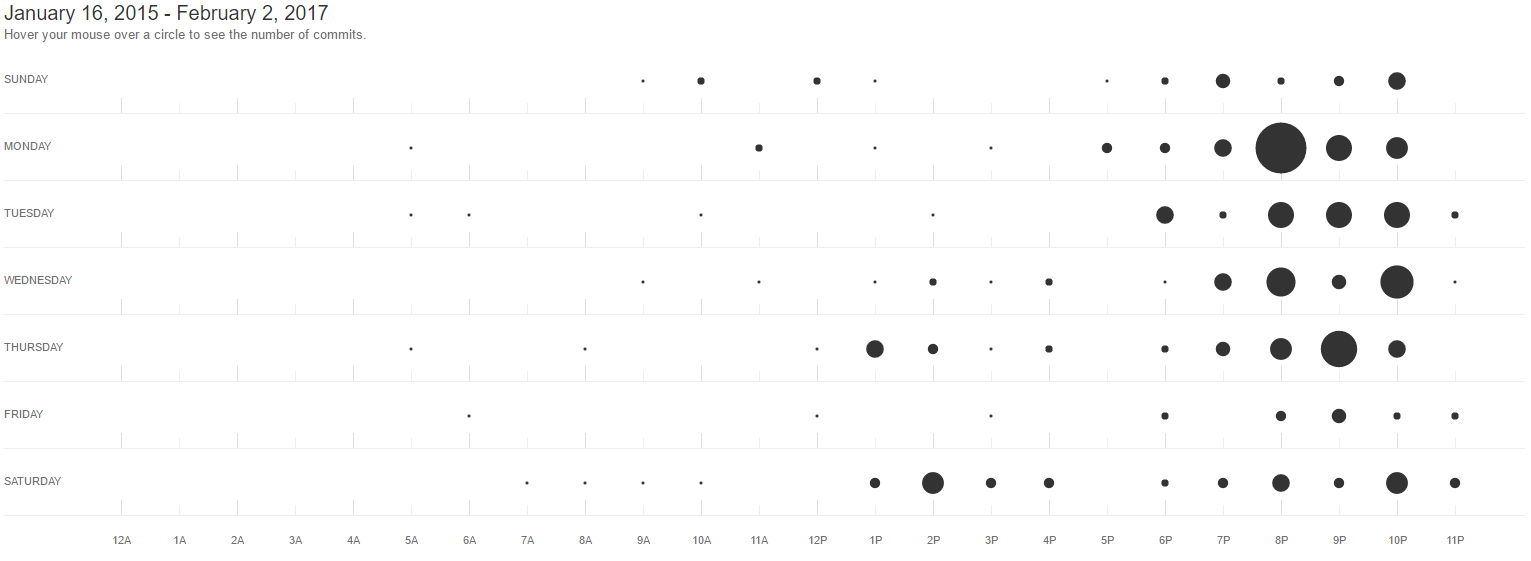 January 16, 2015 - February 2, 2017
Hover your mouse over a circle to see the number of commits.
SUNDAY
MONDAY
TUESDAY
WEDNESDAY
THURSDAY
FRIDAY
SATURDAY
12A 1A 2A 3A 4A 5A 6A 7A 8A 9A 10A 11A 12P 1P 2P 3P 4P 5P 6P 7P 8P 9P 10P 11P